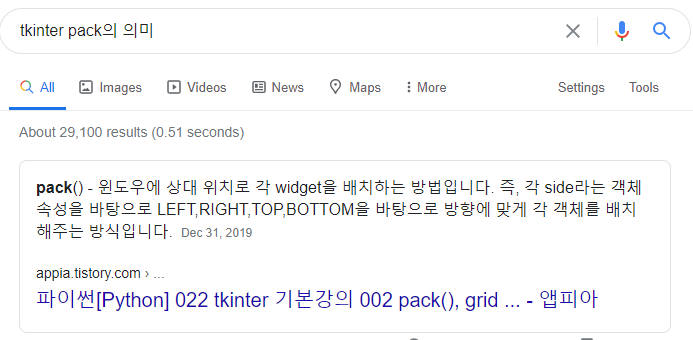 tkinter pack의 의미
All Images Videos News Maps More Settings Tools
About 29,100 results (0.51 seconds)
pack() - 윈도우에 상대 위치로 각 widget을 배치하는 방법입니다. 즉, 각 side라는 객체
속성을 바탕으로 LEFT,RIGHT,TOP,BOTTOM을 바탕으로 방향에 맞게 각 객체를 배치
해주는 방식입니다. Dec 31, 2019
appia.tistory.com › ...
파이썬[Python] 022 tkinter 기본강의 002 pack(), grid ... - 앱피아